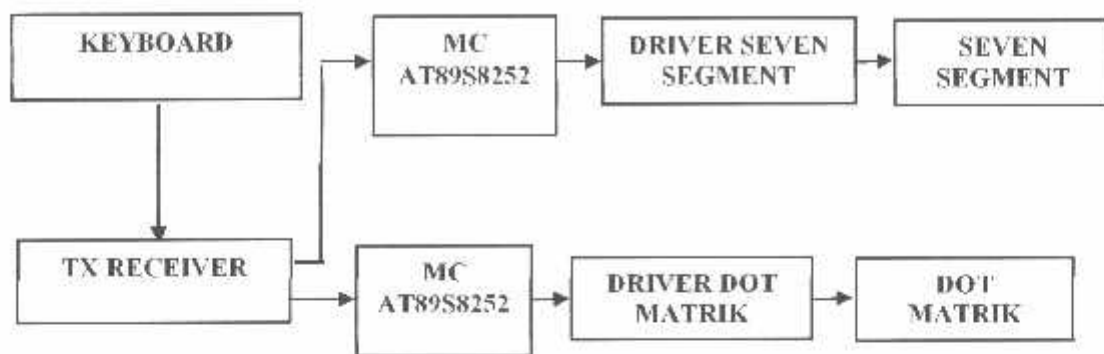 KEYBOARD
MC
AT89S8252
DRIVER SEVEN
SEGMENT
SEVEN
SEGMENT
TX RECEIVER
MC
AT89S8252
DRIVER DOT
MATRIK
DOT
MATRIK